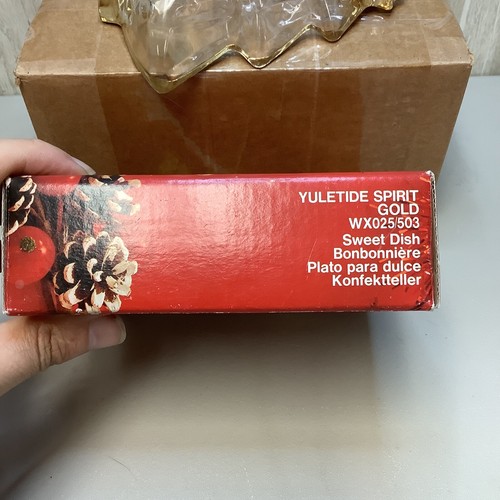 YULETIDE SPIRIT
GOLD
WX025/503
Sweet Dish
Bonbonnière
Plato para dulce
Konfektteller